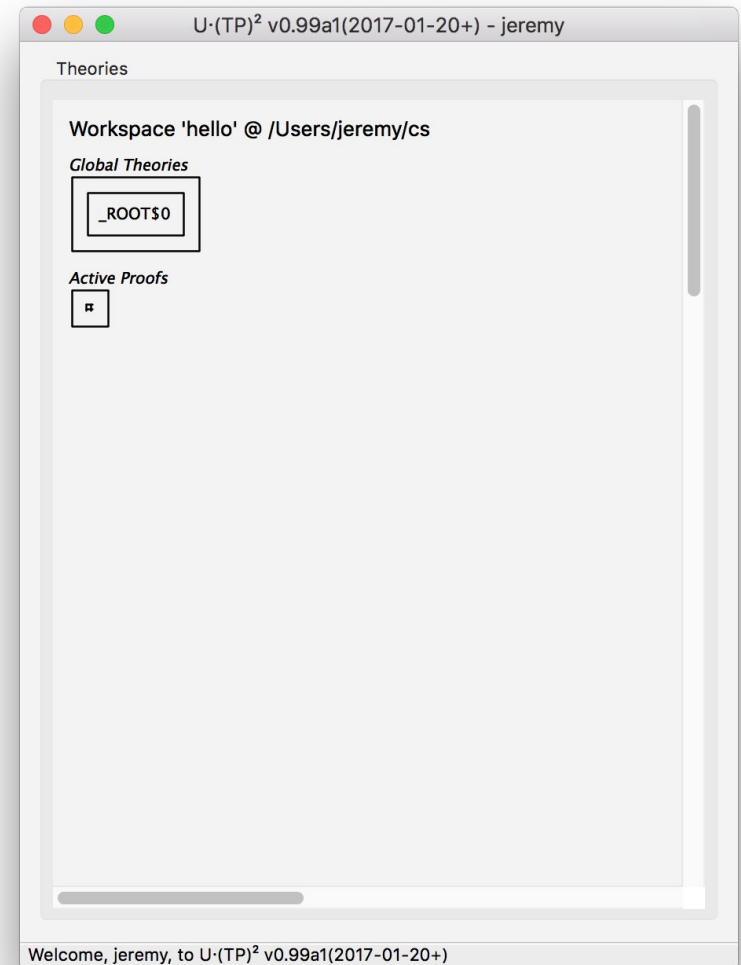 U·(TP)² v0.99a1(2017-01-20+) - jeremy
Theories
Workspace 'hello' @ /Users/jeremy/cs
Global Theories
_ROOT$0
Active Proofs
Welcome, jeremy, to U·(TP)² v0.99a1(2017-01-20+)